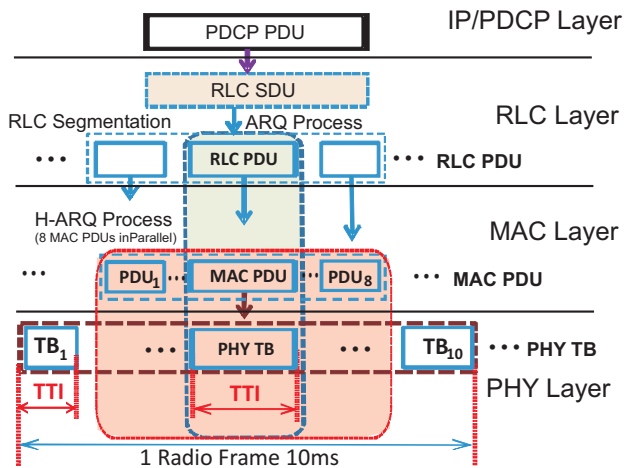 IP/PDCP Layer
PDCP PDU
RLC SDU
RLC Segmentation
ARQ Process
RLC Layer
••• RLC PDU ••• RLC PDU
H-ARQ Process
(8 MAC PDUs inParallel)
MAC Layer
••• PDU1 ••• MAC PDU ••• PDU8 ••• MAC PDU
TB1 ••• PHY TB ••• TB10 ••• PHY TB
TTI
TTI
PHY Layer
1 Radio Frame 10ms